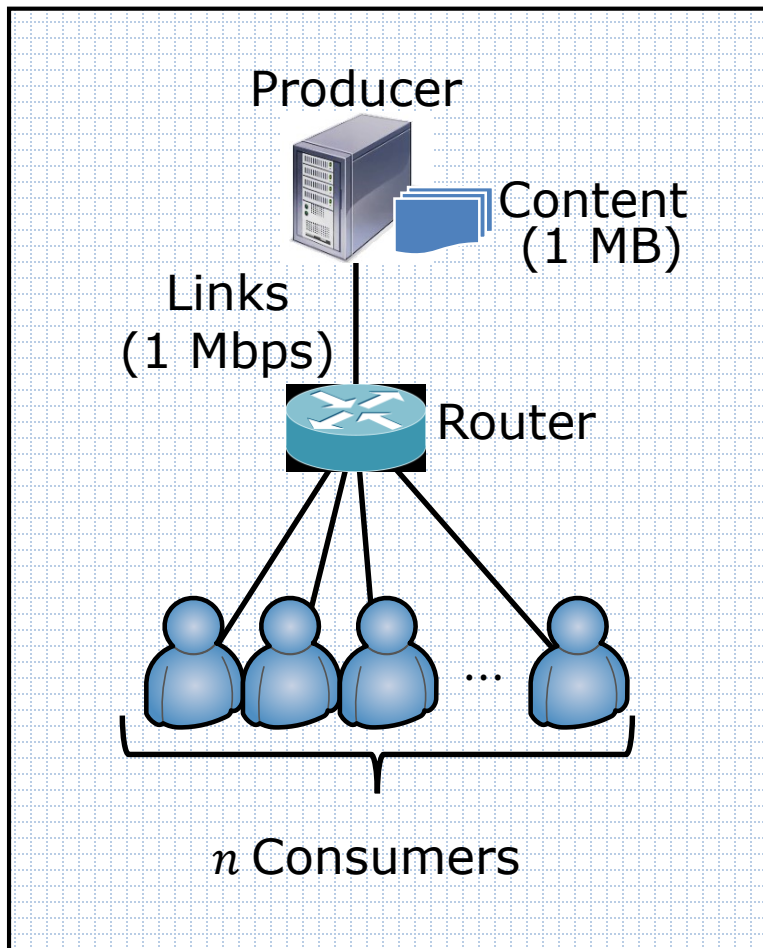 Producer
Content
(1 MB)
Links
(1 Mbps)
Router
...
n Consumers